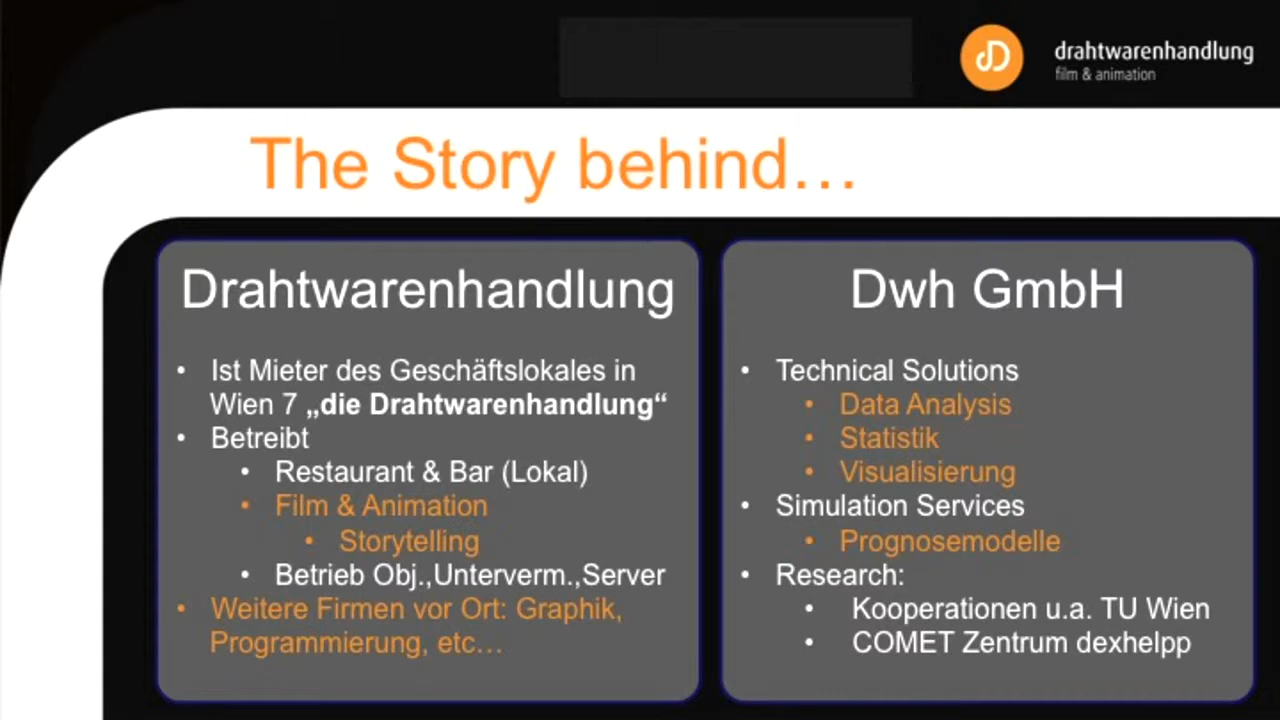 drahtwarenhandlung
film & animation
The Story behind…
Drahtwarenhandlung
• Ist Mieter des Geschäftslokales in
Wien 7 „die Drahtwarenhandlung“
• Betreibt
• Restaurant & Bar (Lokal)
• Film & Animation
• Storytelling
• Betrieb Obj.,Unterverm.,Server
• Weitere Firmen vor Ort: Graphik,
Programmierung, etc…
Dwh GmbH
• Technical Solutions
• Data Analysis
• Statistik
• Visualisierung
• Simulation Services
• Prognosemodelle
• Research:
• Kooperationen u.a. TU Wien
• COMET Zentrum dexhelpp